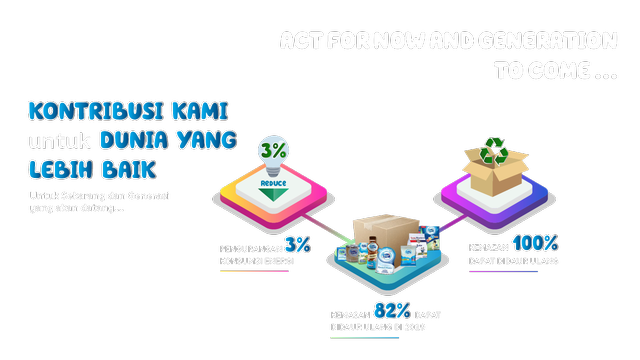 ACT FOR NOW AND GENERATION
TO COME ...
KONTRIBUSI KAMI
untuk DUNIA YANG
LEBIH BAIK
Untuk Sekarang dan Generasi
yang akan datang...
3%
REDUCE
PENGURANGAN 3%
KONSUMSI ENERGI
KEMASAN 100%
DAPAT DIDAUR ULANG
KEMASAN 82% DAPAT
DIDAUR ULANG DI